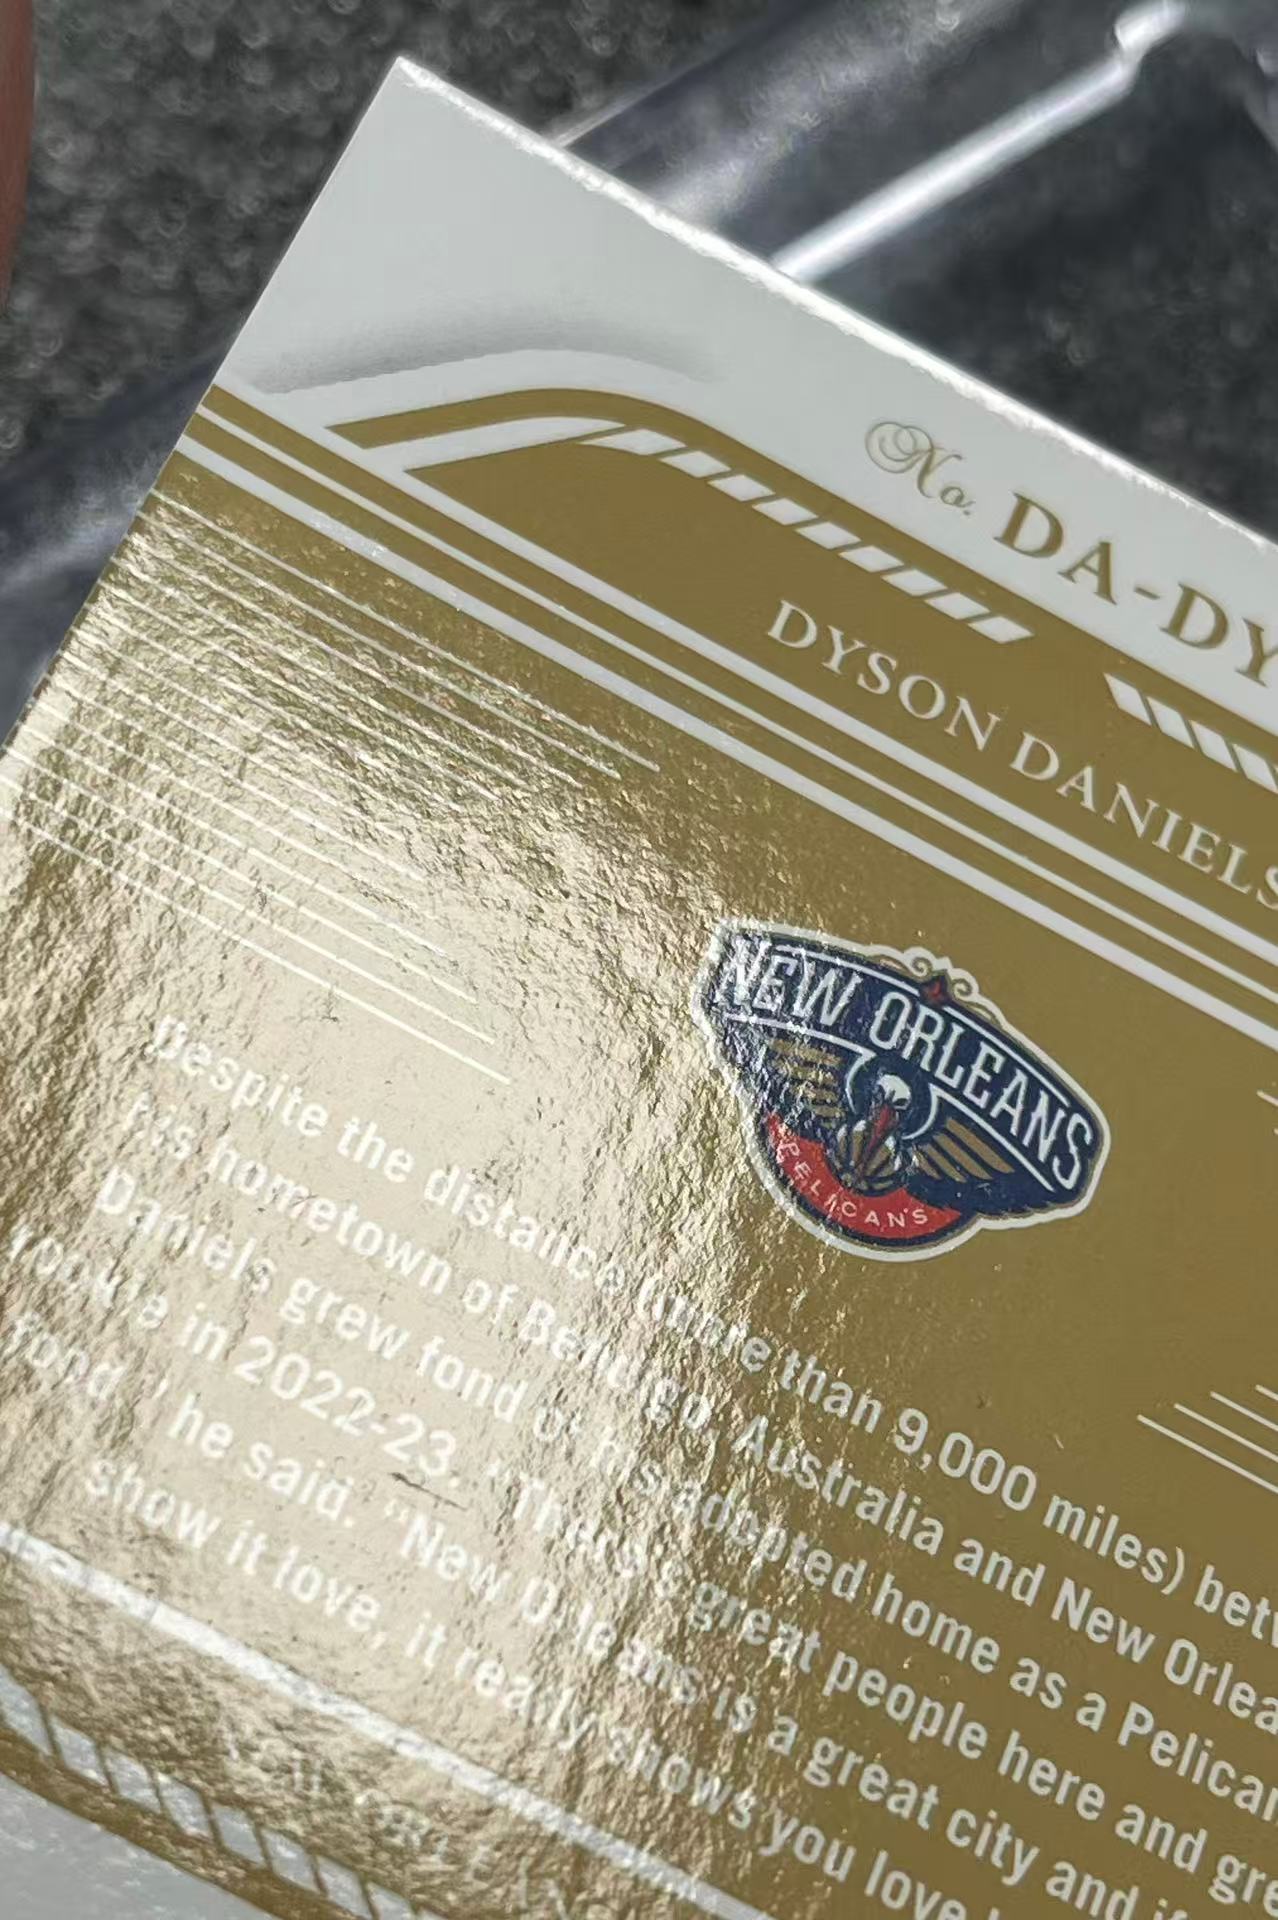 No. DA-DY
DYSON DANIELS
NEW ORLEANS
PELICANS
Despite the distance (more than 9,000 miles) betw
his hometown of Bendigo, Australia and New Orlea
Daniels grew fond of his adopted home as a Pelican
rookie in 2022-23. "There's great people here and gre
food," he said. "New Orleans is a great city and if
show it love, it really shows you love